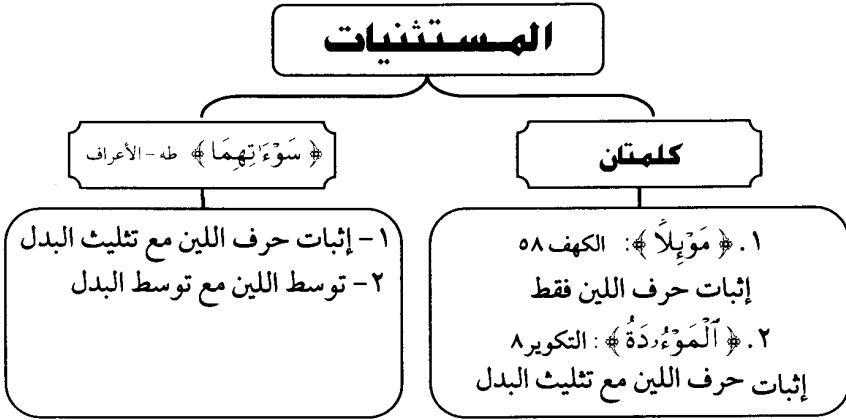 المستثنيات
كلمتان
١. ﴿ مَوْئِلًا ﴾: الكهف ٥٨
إثبات حرف اللين فقط
٢. ﴿ ٱلْمَوْءُۥدَةُ ﴾: التكوير ٨
إثبات حرف اللين مع تثليث البدل
﴿ سَوْءَٰتِهِمَا ﴾ طه - الأعراف
١- إثبات حرف اللين مع تثليث البدل
٢- توسط اللين مع توسط البدل